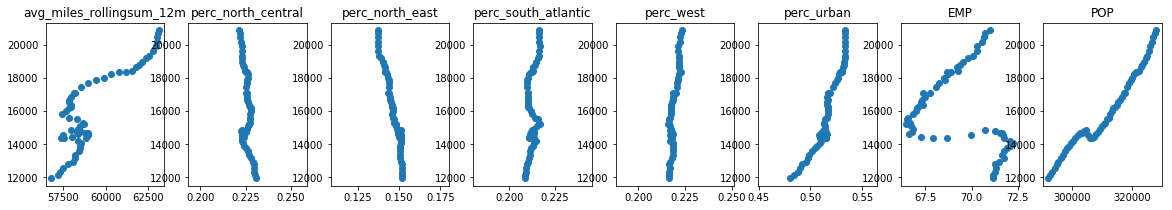 avg_miles_rollingsum_12m perc_north_central perc_north_east perc_south_atlantic perc_west perc_urban EMP POP
20000 20000 20000 20000 20000 20000 20000 20000
18000 18000 18000 18000 18000 18000 18000 18000
16000 16000 16000 16000 16000 16000 16000 16000
14000 14000 14000 14000 14000 14000 14000 14000
12000 12000 12000 12000 12000 12000 12000 12000
57500 60000 62500 0.200 0.225 0.250 0.125 0.150 0.175 0.200 0.225 0.200 0.225 0.250 0.45 0.50 0.55 67.5 70.0 72.5 300000 320000